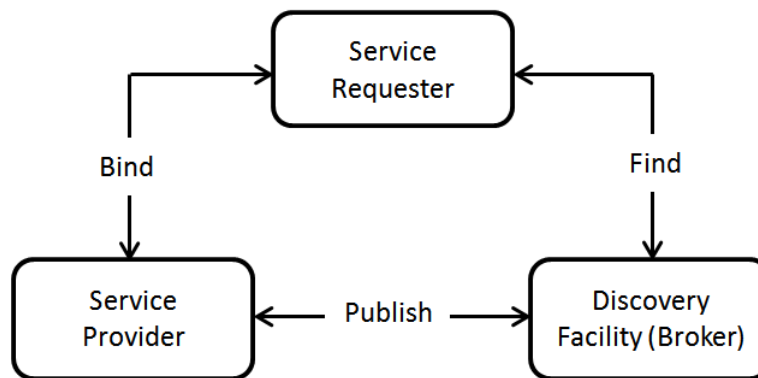 Service
Requester
Bind
Find
Service
Provider
Publish
Discovery
Facility (Broker)